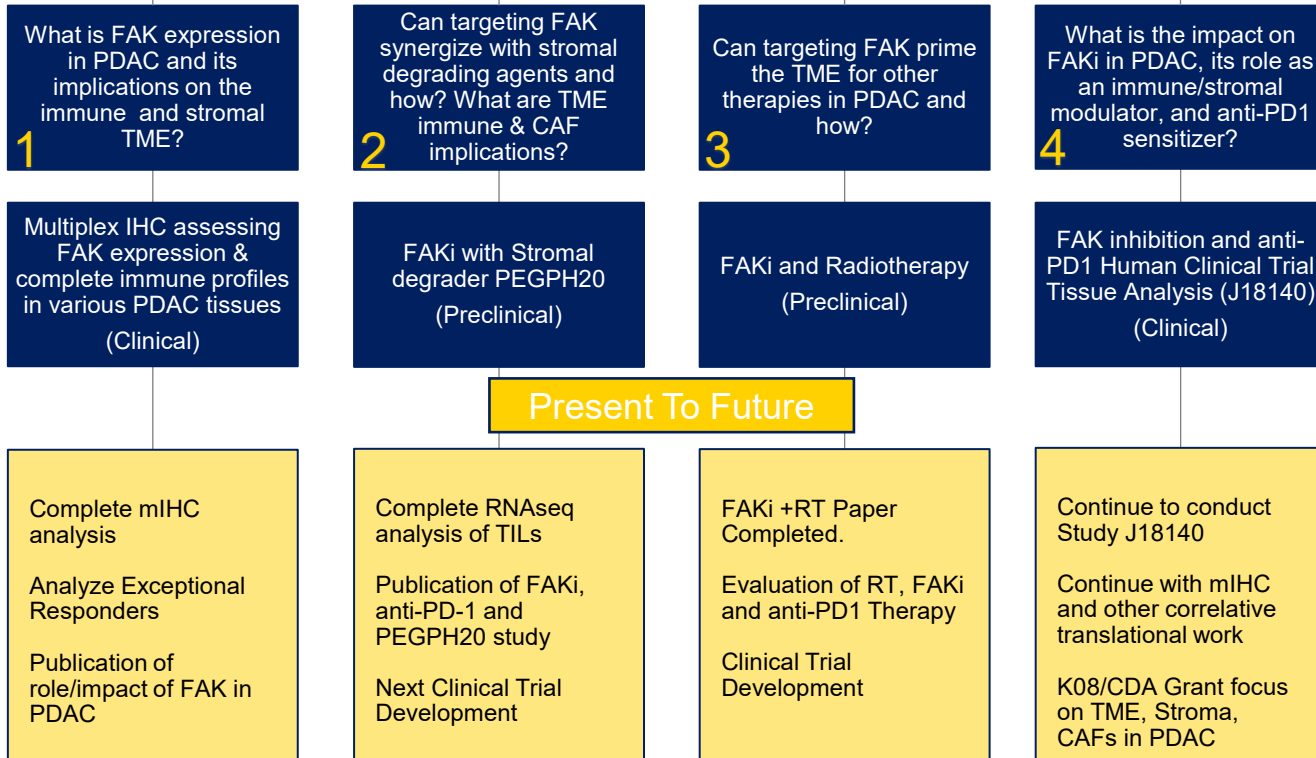 What is FAK expression
in PDAC and its
implications on the
immune and stromal
TME?
1
Can targeting FAK
synergize with stromal
degrading agents and
how? What are TME
immune & CAF
implications?
2
Can targeting FAK prime
the TME for other
therapies in PDAC and
how?
3
What is the impact on
FAKi in PDAC, its role as
an immune/stromal
modulator, and anti-PD1
sensitizer?
4
Multiplex IHC assessing
FAK expression &
complete immune profiles
in various PDAC tissues
(Clinical)
FAKi with Stromal
degrader PEGPH20
(Preclinical)
FAKi and Radiotherapy
(Preclinical)
FAK inhibition and anti-
PD1 Human Clinical Trial
Tissue Analysis (J18140)
(Clinical)
Present To Future
Complete mIHC
analysis
Analyze Exceptional
Responders
Publication of
role/impact of FAK in
PDAC
Complete RNAseq
analysis of TILs
Publication of FAKi,
anti-PD-1 and
PEGPH20 study
Next Clinical Trial
Development
FAKi +RT Paper
Completed.
Evaluation of RT, FAKi
and anti-PD1 Therapy
Clinical Trial
Development
Continue to conduct
Study J18140
Continue with mIHC
and other correlative
translational work
K08/CDA Grant focus
on TME, Stroma,
CAFs in PDAC